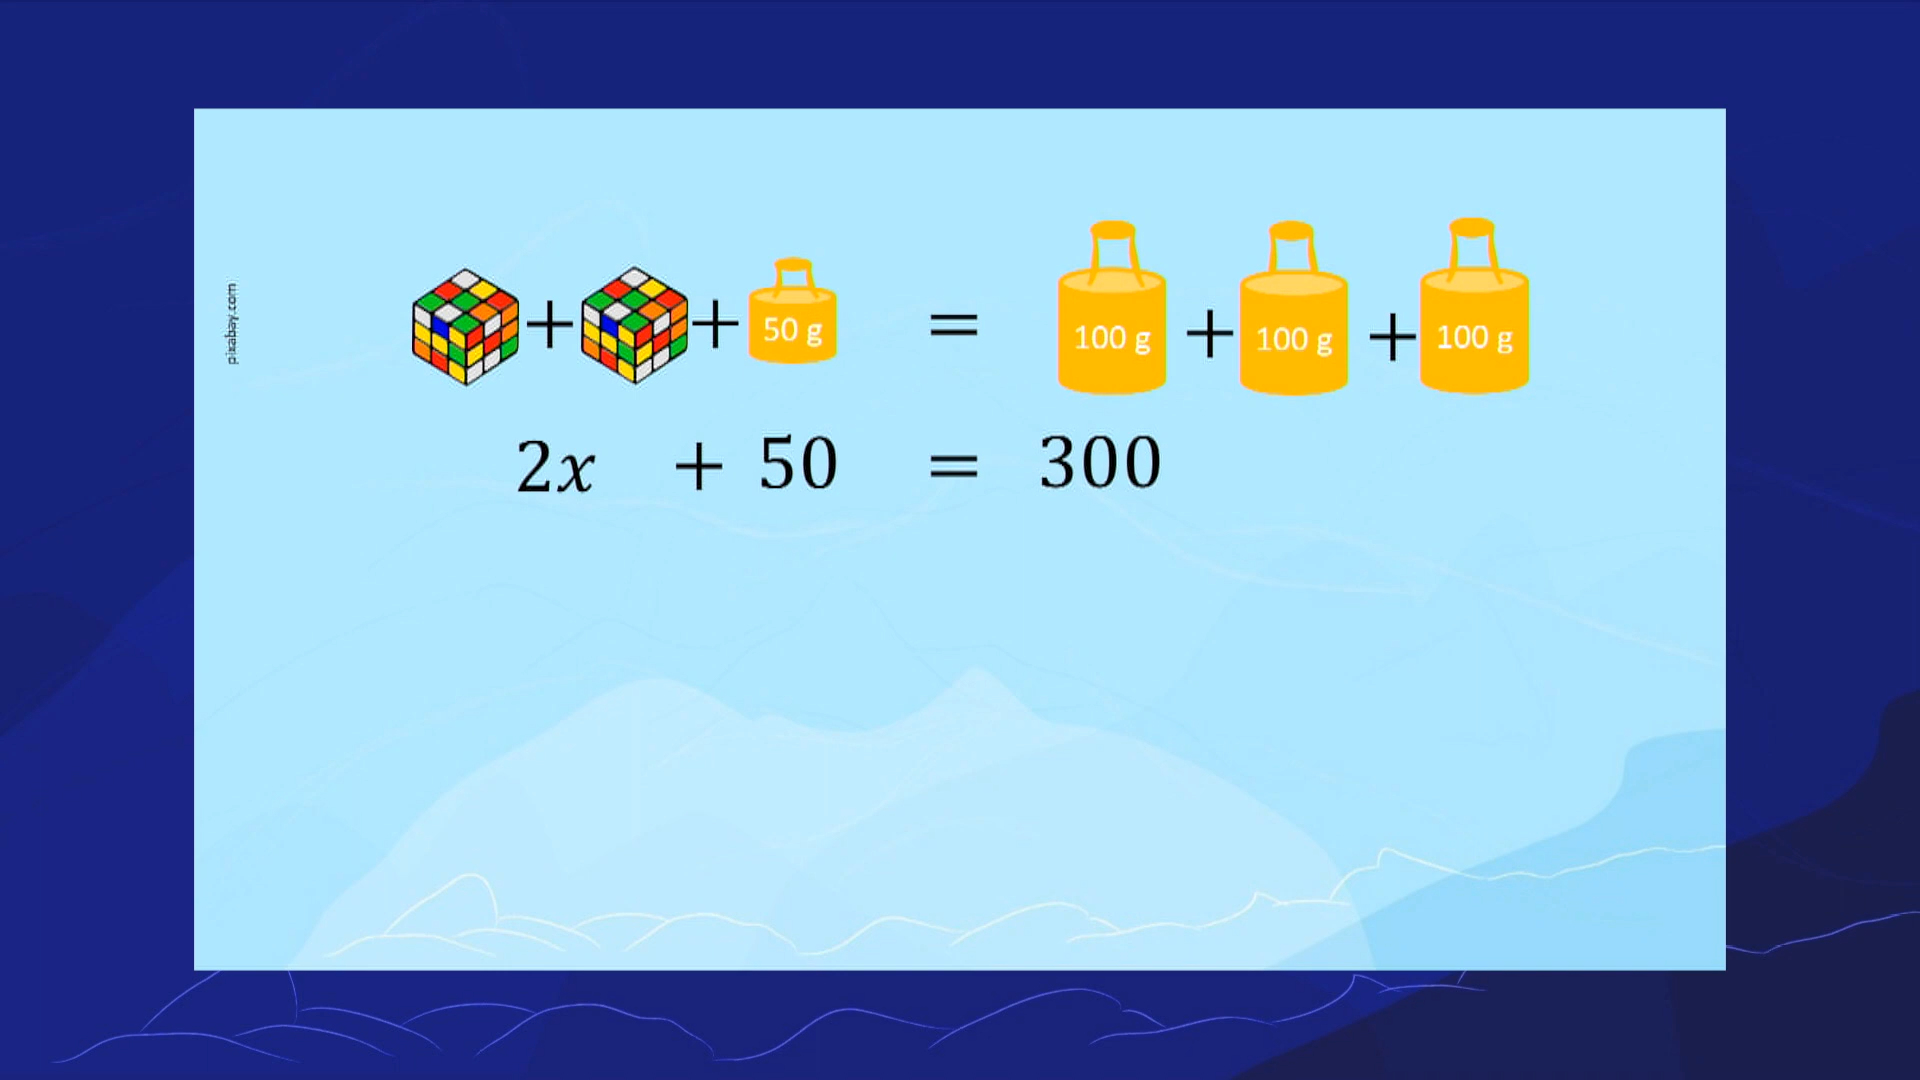 pixabay.com
+ + 50 g = 100 g + 100 g + 100 g
2x + 50 = 300